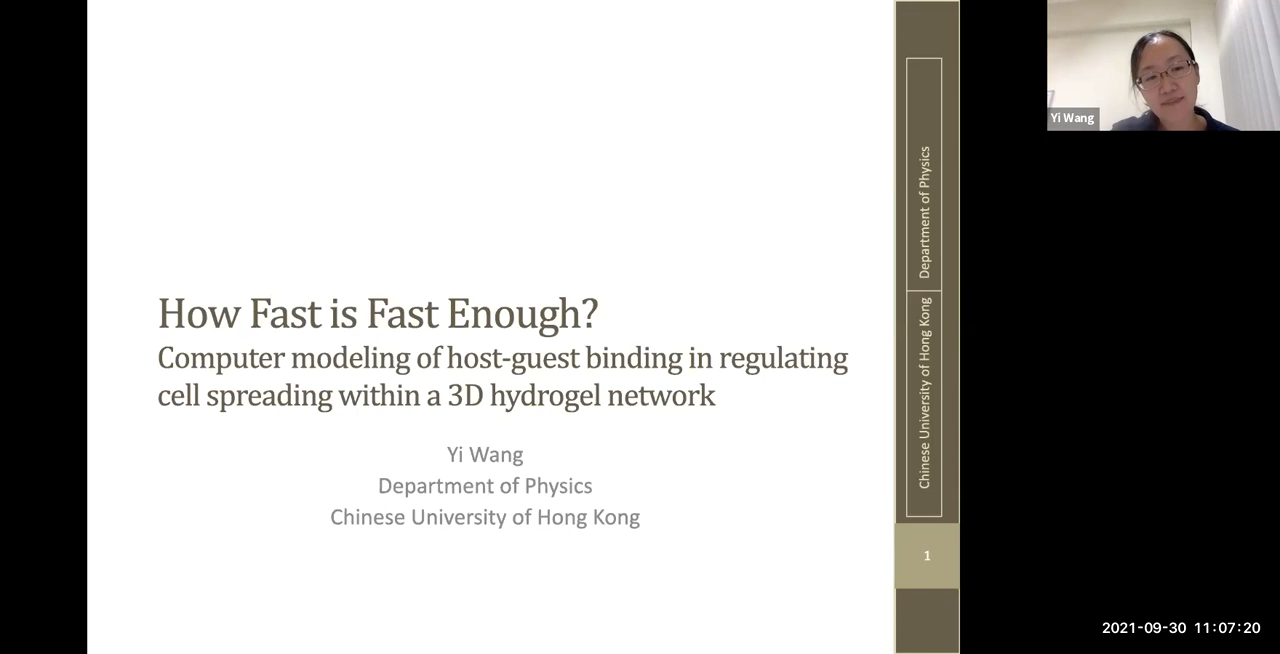 How Fast is Fast Enough?
Computer modeling of host-guest binding in regulating
cell spreading within a 3D hydrogel network
Yi Wang
Department of Physics
Chinese University of Hong Kong
Department of Physics
Chinese University of Hong Kong
1
Yi Wang
2021-09-30 11:07:20